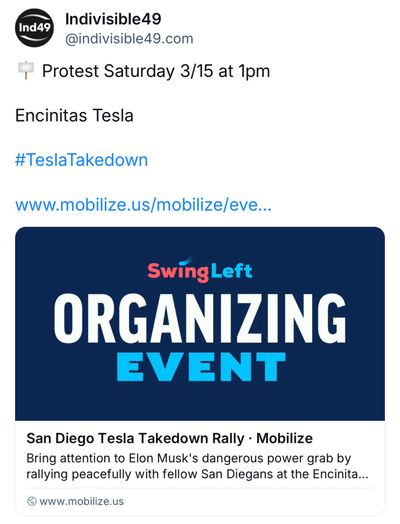 Ind49
Indivisible49
@indivisible49.com
Protest Saturday 3/15 at 1pm
Encinitas Tesla
#TeslaTakedown
www.mobilize.us/mobilize/eve...
SwingLeft
ORGANIZING
EVENT
San Diego Tesla Takedown Rally · Mobilize
Bring attention to Elon Musk's dangerous power grab by
rallying peacefully with fellow San Diegans at the Encinita...
www.mobilize.us